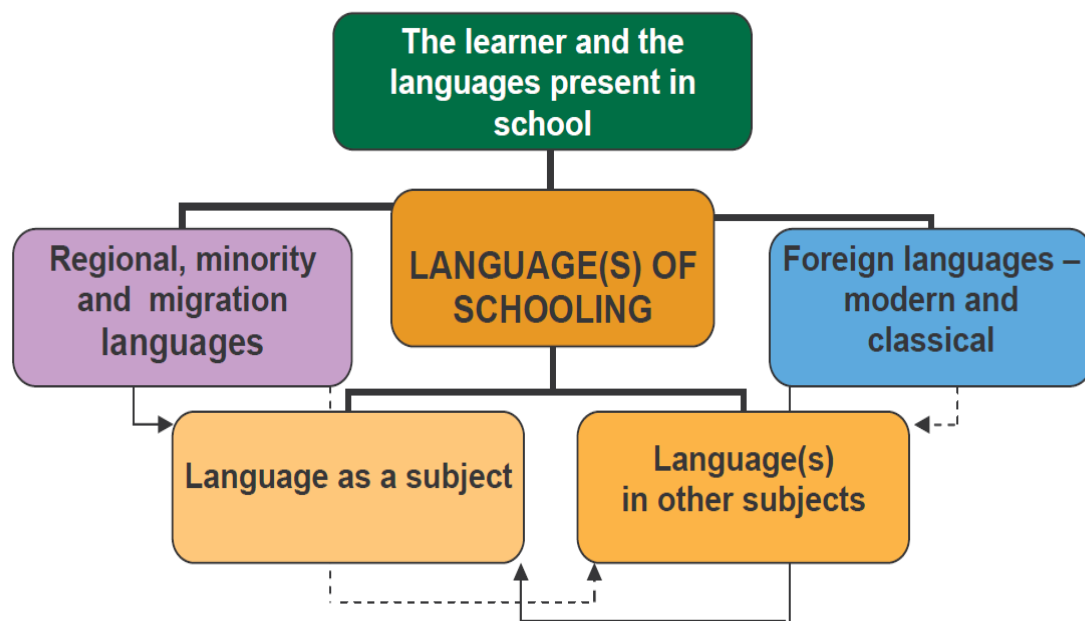 The learner and the
languages present in
school
LANGUAGE(S) OF
SCHOOLING
Regional, minority
and migration
languages
Foreign languages –
modern and
classical
Language as a subject
Language(s)
in other subjects